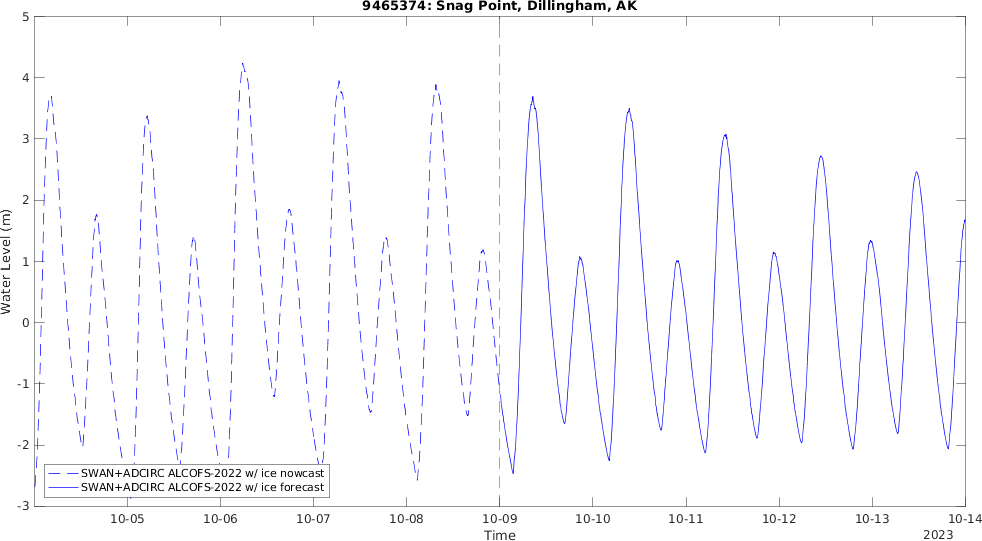 9465374: Snag Point, Dillingham, AK
5
4
3
2
1
0
-1
-2
-3
Water Level (m)
SWAN+ADCIRC ALCOFS-2022 w/ ice nowcast
SWAN+ADCIRC ALCOFS-2022 w/ ice forecast
10-05 10-06 10-07 10-08 10-09 10-10 10-11 10-12 10-13 10-14
Time
2023